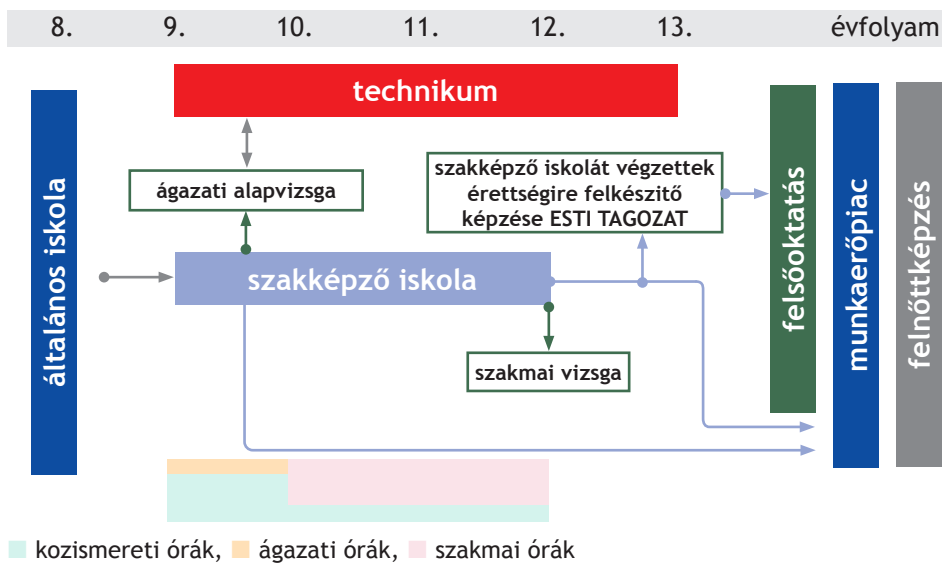 8. 9. 10. 11. 12. 13. évfolyam
technikum
általános iskola
ágazati alapvizsga
szakképző iskolát végzettek
érettségire felkészitő
képzése ESTI TAGOZAT
szakképző iskola
szakmai vizsga
felsőoktatás
munkaerőpiac
felnőttképzés
kozismereti órák, ágazati órák, szakmai órák